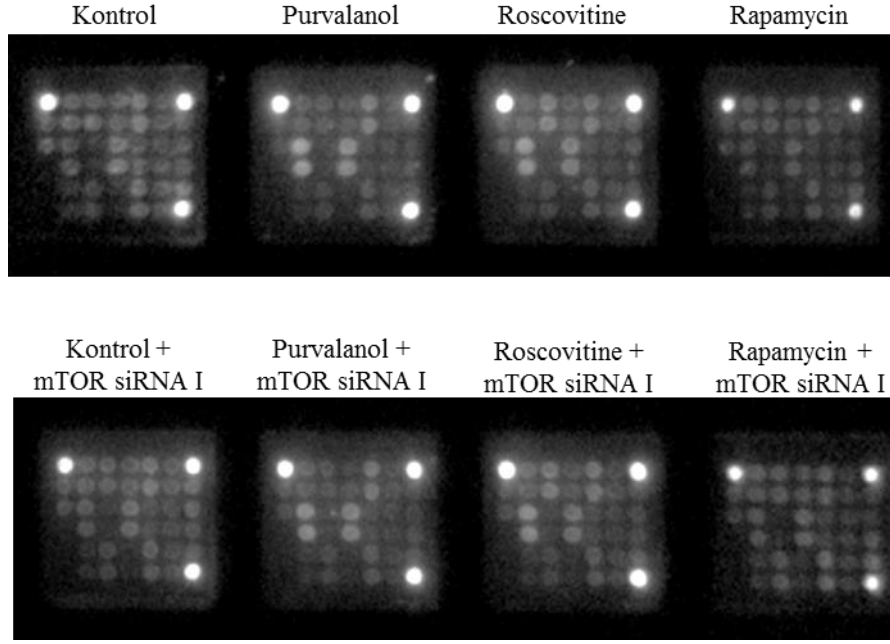 Kontrol Purvalanol Roscovitine Rapamycin
Kontrol + Purvalanol + Roscovitine + Rapamycin +
mTOR siRNA I mTOR siRNA I mTOR siRNA I mTOR siRNA I